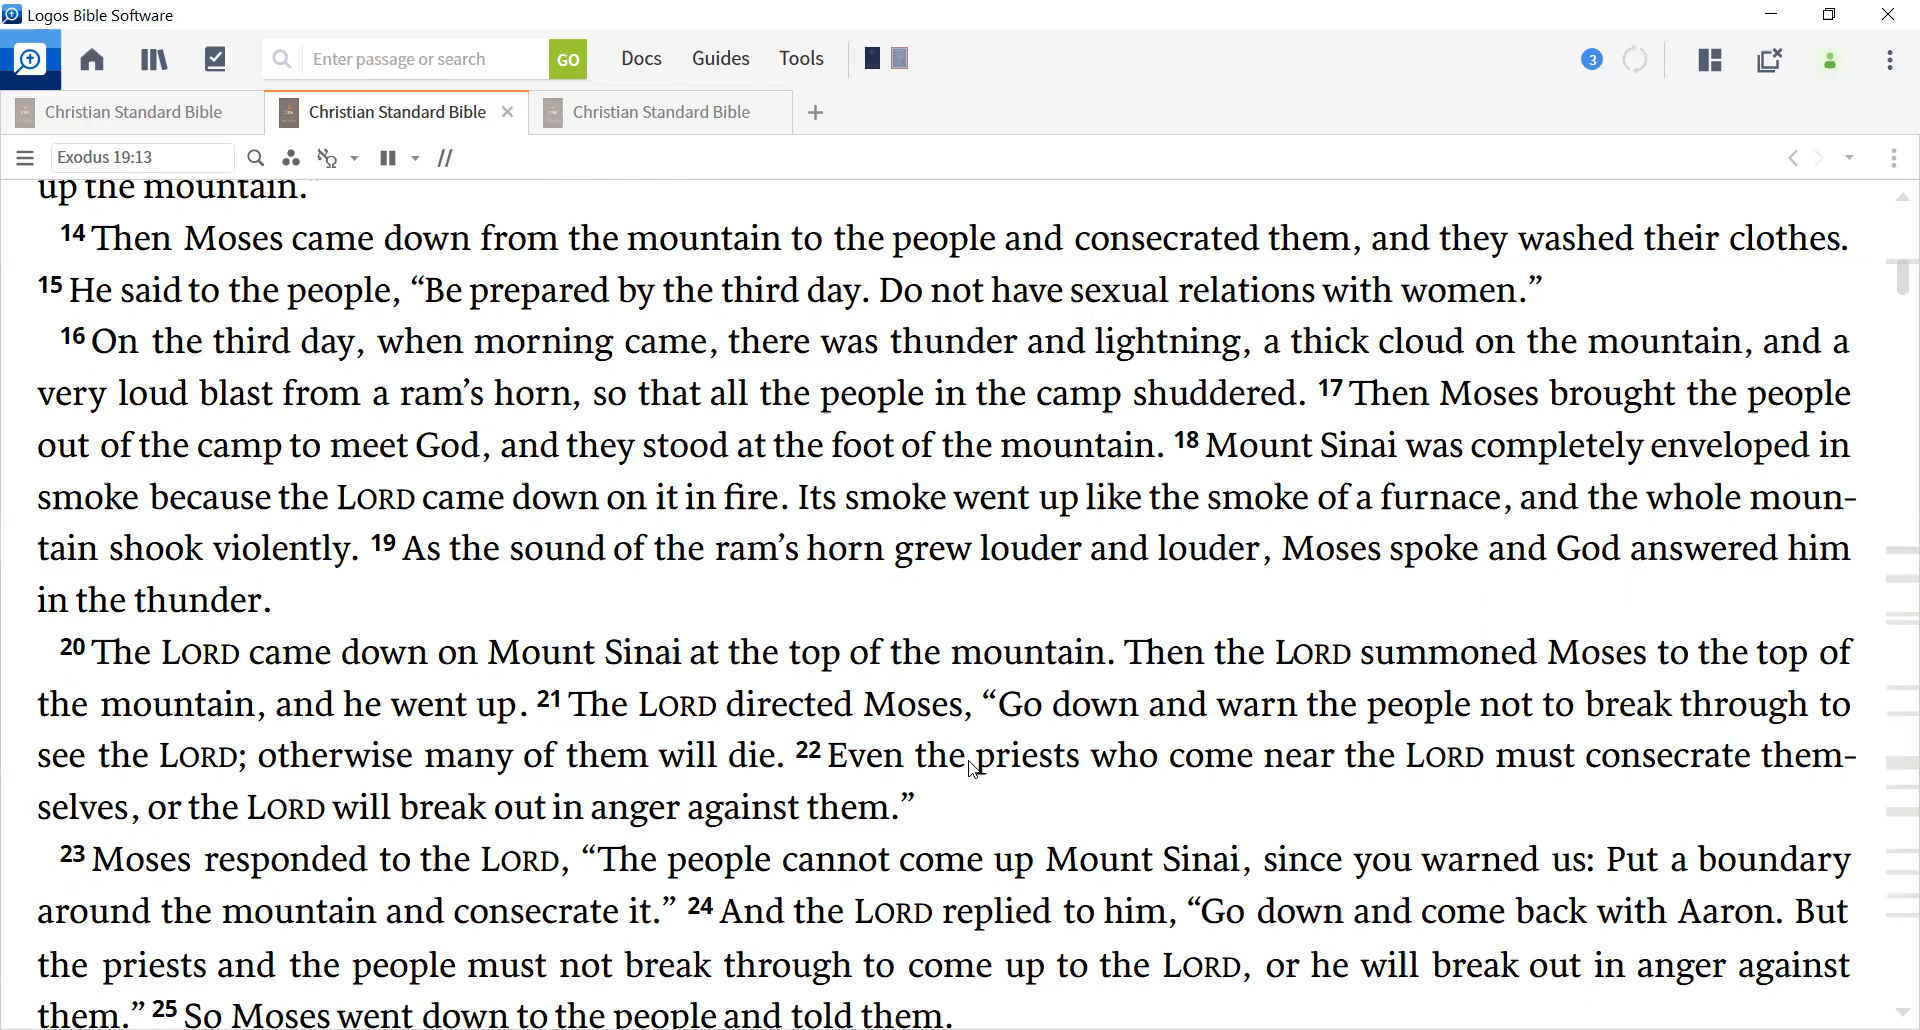 Logos Bible Software
Enter passage or search GO Docs Guides Tools 3
Christian Standard Bible Christian Standard Bible Christian Standard Bible
Exodus 19:13
up the mountain.”
14 Then Moses came down from the mountain to the people and consecrated them, and they washed their clothes.
15 He said to the people, “Be prepared by the third day. Do not have sexual relations with women.”
16 On the third day, when morning came, there was thunder and lightning, a thick cloud on the mountain, and a
very loud blast from a ram’s horn, so that all the people in the camp shuddered. 17 Then Moses brought the people
out of the camp to meet God, and they stood at the foot of the mountain. 18 Mount Sinai was completely enveloped in
smoke because the LORD came down on it in fire. Its smoke went up like the smoke of a furnace, and the whole moun-
tain shook violently. 19 As the sound of the ram’s horn grew louder and louder, Moses spoke and God answered him
in the thunder.
20 The LORD came down on Mount Sinai at the top of the mountain. Then the LORD summoned Moses to the top of
the mountain, and he went up. 21 The LORD directed Moses, “Go down and warn the people not to break through to
see the LORD; otherwise many of them will die. 22 Even the priests who come near the LORD must consecrate them-
selves, or the LORD will break out in anger against them.”
23 Moses responded to the LORD, “The people cannot come up Mount Sinai, since you warned us: Put a boundary
around the mountain and consecrate it.” 24 And the LORD replied to him, “Go down and come back with Aaron. But
the priests and the people must not break through to come up to the LORD, or he will break out in anger against
them.” 25 So Moses went down to the people and told them.